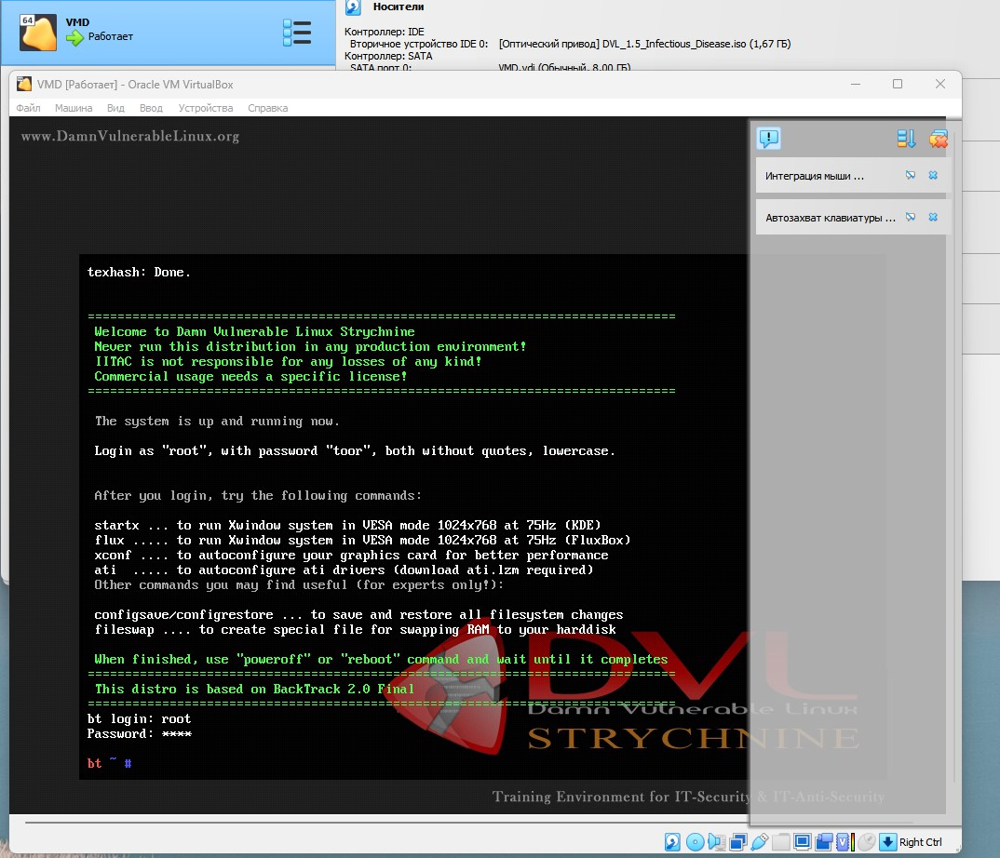 64
VMD
Работает
Носители
Контроллер: IDE
Вторичное устройство IDE 0: [Оптический привод] DVL_1.5_Infectious_Disease.iso (1,67 ГБ)
Контроллер: SATA
SATA порт 0: VMD.vdi (Обычный, 8,00 ГБ)
VMD [Работает] - Oracle VM VirtualBox
Файл Машина Вид Ввод Устройства Справка
www.DamnVulnerableLinux.org
Интеграция мыши ...
Автозахват клавиатуры ...
texhash: Done.
==============================================================================
Welcome to Damn Vulnerable Linux Strychnine
Never run this distribution in any production environment!
IITAC is not responsible for any losses of any kind!
Commercial usage needs a specific license!
==============================================================================
The system is up and running now.
Login as "root", with password "toor", both without quotes, lowercase.
After you login, try the following commands:
startx ... to run Xwindow system in VESA mode 1024x768 at 75Hz (KDE)
flux ..... to run Xwindow system in VESA mode 1024x768 at 75Hz (FluxBox)
xconf .... to autoconfigure your graphics card for better performance
ati ..... to autoconfigure ati drivers (download ati.lzm required)
Other commands you may find useful (for experts only!):
configsave/configrestore ... to save and restore all filesystem changes
fileswap .... to create special file for swapping RAM to your harddisk
When finished, use "poweroff" or "reboot" command and wait until it completes
==============================================================================
This distro is based on BackTrack 2.0 Final
==============================================================================
bt login: root
Password: ****
bt ~ #
DVL
Damn Vulnerable Linux
STRYCHNINE
Training Environment for IT-Security & IT-Anti-Security
Right Ctrl